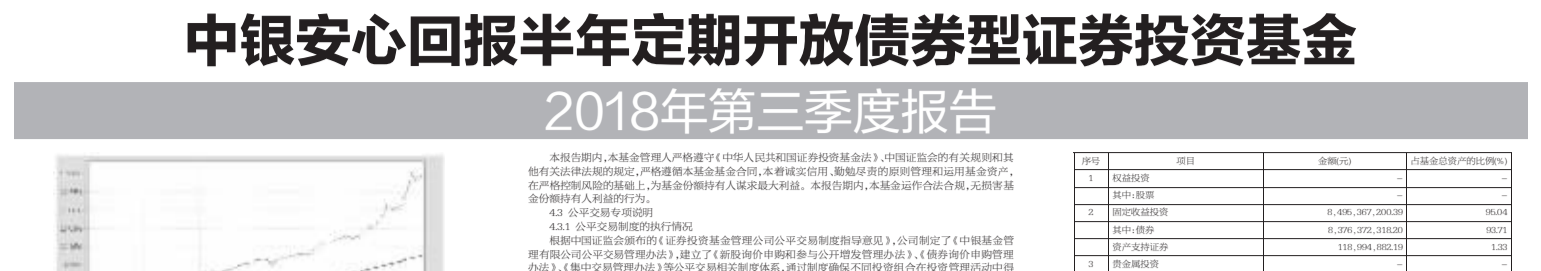 中银安心回报半年定期开放债券型证券投资基金
2018年第三季度报告
本报告期内,本基金管理人严格遵守《中华人民共和国证券投资基金法》、中国证监会的有关规则和其
他有关法律法规的规定,严格遵循本基金基金合同,本着诚实信用、勤勉尽责的原则管理和运用基金资产,
在严格控制风险的基础上,为基金份额持有人谋求最大利益。本报告期内,本基金运作合法合规,无损害基
金份额持有人利益的行为。
4.3 公平交易专项说明
4.3.1 公平交易制度的执行情况
根据中国证监会颁布的《证券投资基金管理公司公平交易制度指导意见》,公司制定了《中银基金管
理有限公司公平交易管理办法》,建立了《新股询价申购和参与公开增发管理办法》、《债券询价申购管理
办法》、《集中交易管理办法》等公平交易相关制度体系,通过制度确保不同投资组合在投资管理活动中得
序号 项目 金额(元) 占基金总资产的比例(%)
1 权益投资 – –
其中:股票 – –
2 固定收益投资 8,495,367,200.39 95.04
其中:债券 8,376,372,318.20 93.71
资产支持证券 118,994,882.19 1.33
3 贵金属投资 – –